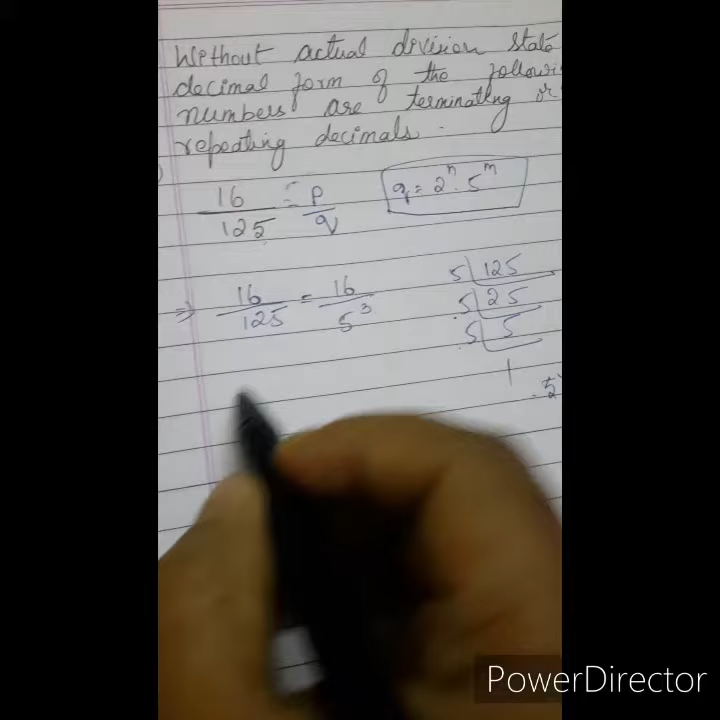 Without actual division state
decimal form of the followi
numbers are terminating or
repeating decimals.
)
16/125 = p/q
q = 2^n · 5^m
⇒ 16/125 = 16/5^3
5 | 125
5 | 25
5 | 5
1
PowerDirector